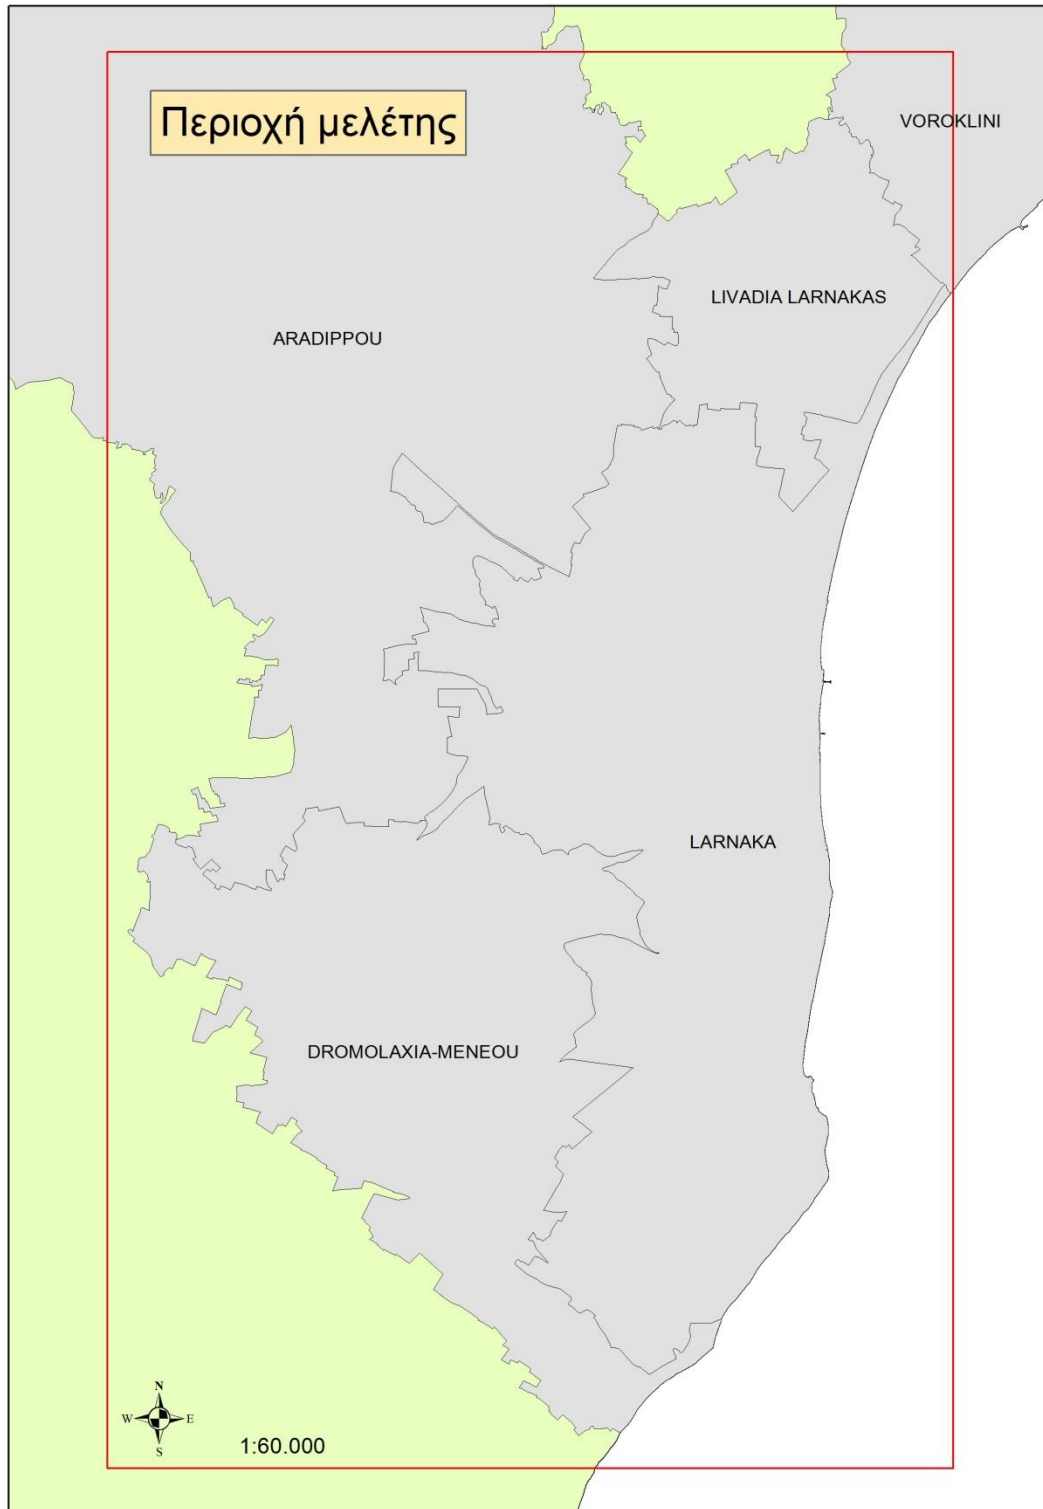 Περιοχή μελέτης
VOROKLINI
LIVADIA LARNAKAS
ARADIPPOU
LARNAKA
DROMOLAXIA-MENEOU
N
W E
S
1:60.000